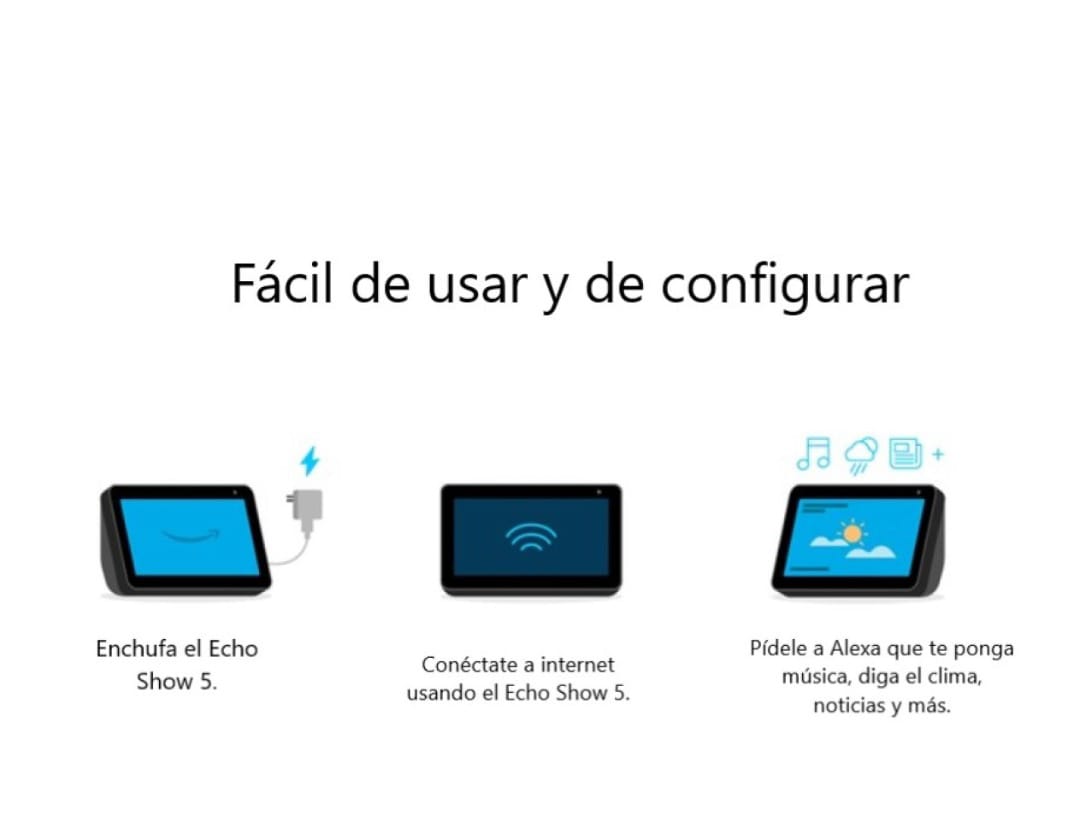 Fácil de usar y de configurar
Enchufa el Echo
Show 5.
Conéctate a internet
usando el Echo Show 5.
Pídele a Alexa que te ponga
música, diga el clima,
noticias y más.